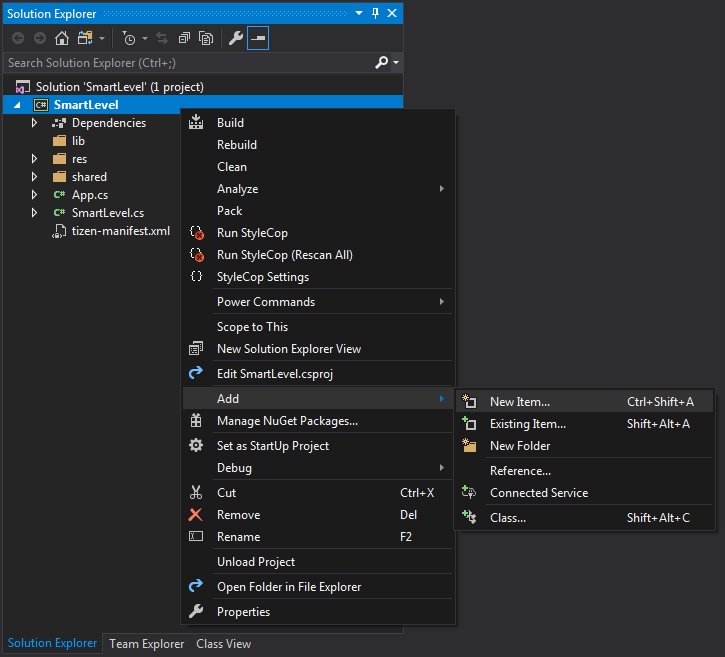 Solution Explorer
Search Solution Explorer (Ctrl+;)
Solution 'SmartLevel' (1 project)
C# SmartLevel
Dependencies
lib
res
shared
C# App.cs
C# SmartLevel.cs
tizen-manifest.xml
Build
Rebuild
Clean
Analyze
Pack
Run StyleCop
Run StyleCop (Rescan All)
StyleCop Settings
Power Commands
Scope to This
New Solution Explorer View
Edit SmartLevel.csproj
Add
Manage NuGet Packages...
Set as StartUp Project
Debug
Cut Ctrl+X
Remove Del
Rename F2
Unload Project
Open Folder in File Explorer
Properties
New Item... Ctrl+Shift+A
Existing Item... Shift+Alt+A
New Folder
Reference...
Connected Service
Class... Shift+Alt+C
Solution Explorer Team Explorer Class View